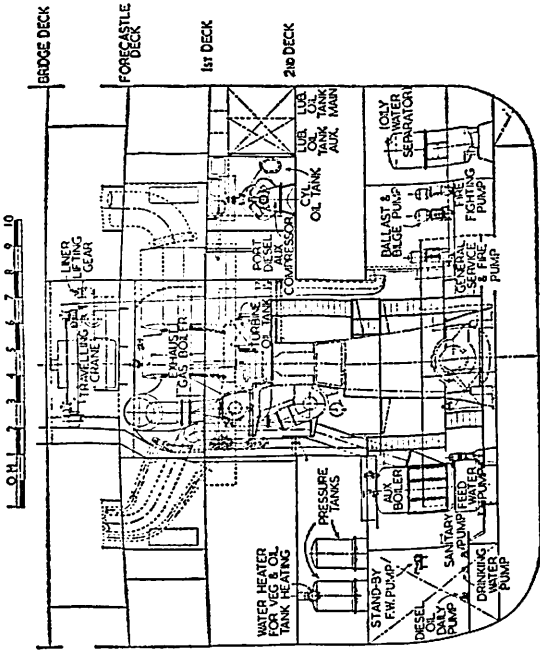 BRIDGE DECK
FORECASTLE
DECK
1ST DECK
2ND DECK
0 M 1 2 3 4 5 6 7 8 9 10
LINER
LIFTING
GEAR
TRAVELLING
CRANE
EXHAUST
GAS BOILER
TURBINE
OIL TANK
PORT
DIESEL
AUX
COMPRESSOR
CYL
OIL TANK
LUB.
OIL
TANK
AUX.
LUB.
OIL
TANK
MAIN
WATER HEATER
FOR VEG & OIL
TANK HEATING
PRESSURE
TANKS
AUX
BOILER
STAND-BY
F.W. PUMP
DIESEL
OIL
DAILY
PUMP
SANITARY
PUMP
FEED
WATER
PUMP
DRINKING
WATER
PUMP
BALLAST &
BILGE PUMP
GENERAL
SERVICE
& FIRE
PUMP
FIRE
FIGHTING
PUMP
(OILY
WATER
SEPARATOR)